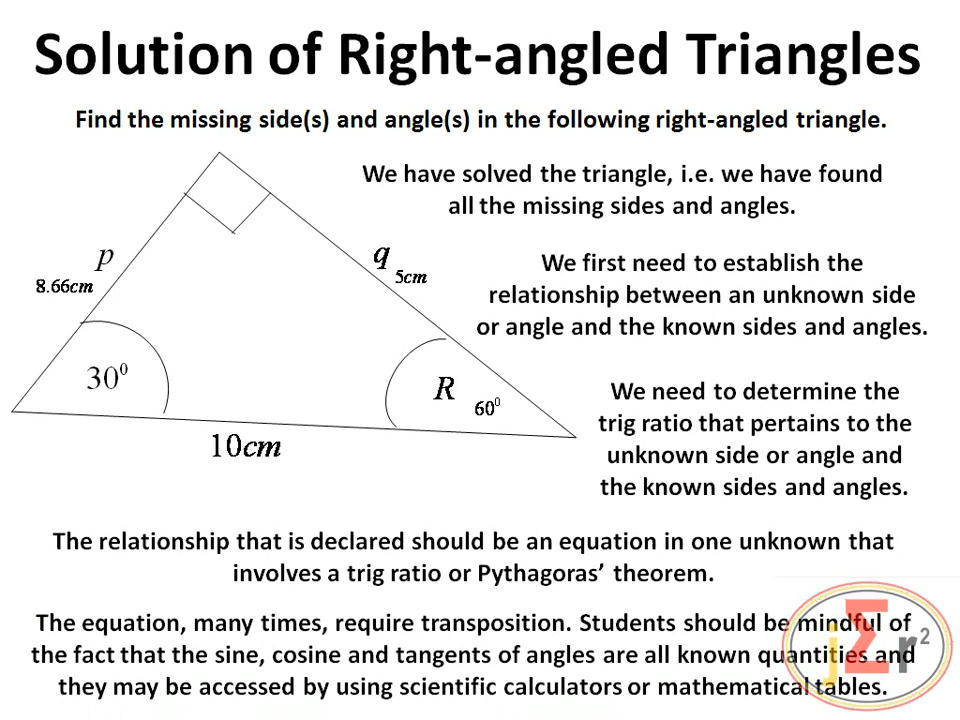 Solution of Right-angled Triangles
Find the missing side(s) and angle(s) in the following right-angled triangle.
We have solved the triangle, i.e. we have found
all the missing sides and angles.
p
8.66cm
q
5cm
We first need to establish the
relationship between an unknown side
or angle and the known sides and angles.
30⁰
R
60⁰
10cm
We need to determine the
trig ratio that pertains to the
unknown side or angle and
the known sides and angles.
The relationship that is declared should be an equation in one unknown that
involves a trig ratio or Pythagoras’ theorem.
The equation, many times, require transposition. Students should be mindful of
the fact that the sine, cosine and tangents of angles are all known quantities and
they may be accessed by using scientific calculators or mathematical tables.
jΣr²